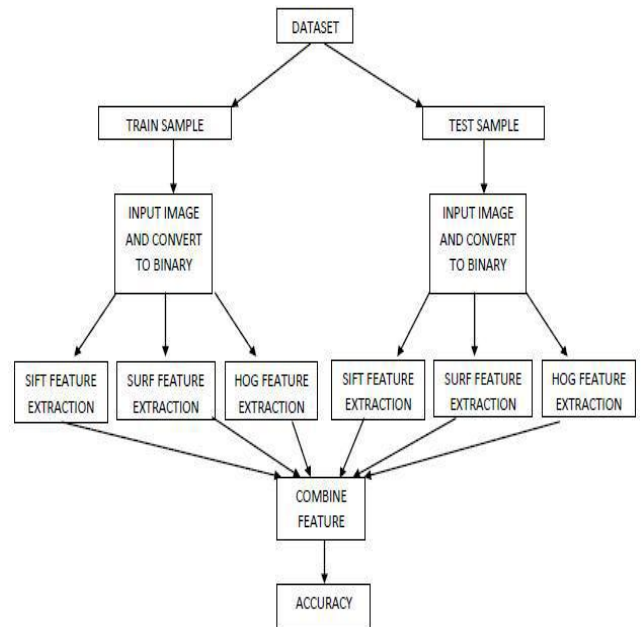 DATASET
TRAIN SAMPLE
TEST SAMPLE
INPUT IMAGE
AND CONVERT
TO BINARY
INPUT IMAGE
AND CONVERT
TO BINARY
SIFT FEATURE
EXTRACTION
SURF FEATURE
EXTRACTION
HOG FEATURE
EXTRACTION
SIFT FEATURE
EXTRACTION
SURF FEATURE
EXTRACTION
HOG FEATURE
EXTRACTION
COMBINE
FEATURE
ACCURACY